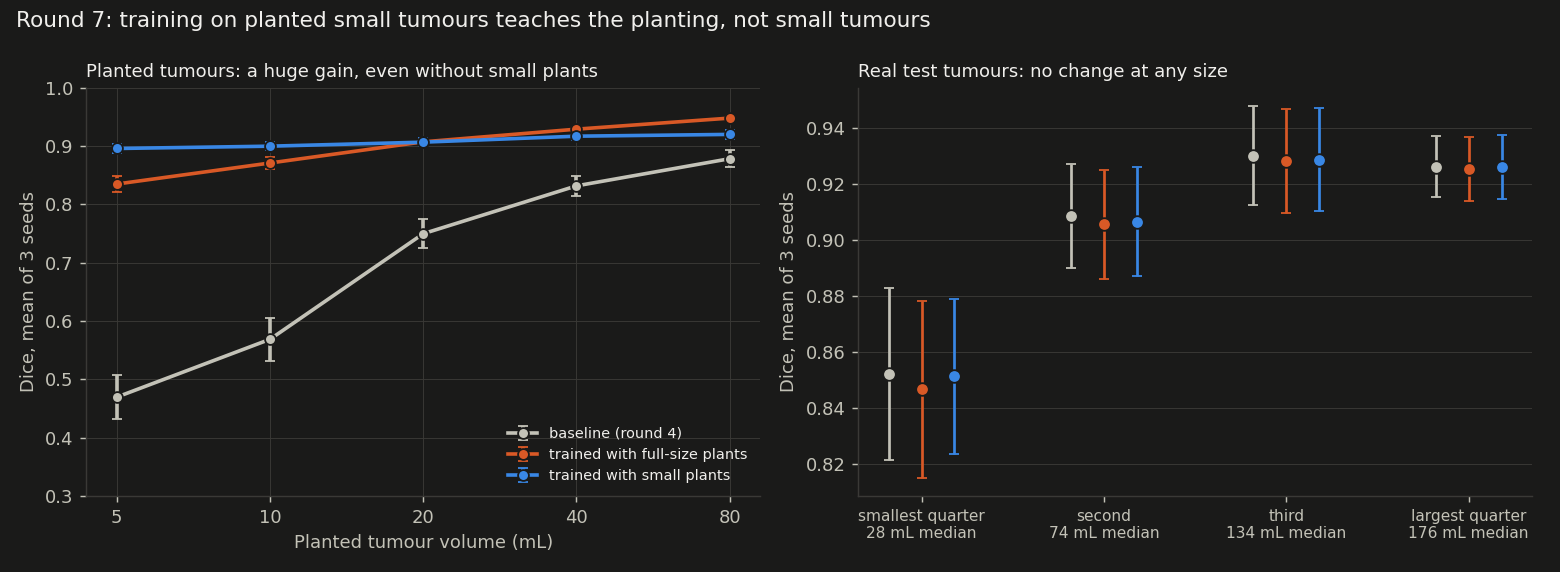 Round 7: training on planted small tumours teaches the planting, not small tumours
Planted tumours: a huge gain, even without small plants
Dice, mean of 3 seeds
1.0
0.9
0.8
0.7
0.6
0.5
0.4
0.3
5 10 20 40 80
Planted tumour volume (mL)
baseline (round 4)
trained with full-size plants
trained with small plants
Real test tumours: no change at any size
Dice, mean of 3 seeds
0.94
0.92
0.90
0.88
0.86
0.84
0.82
smallest quarter second third largest quarter
28 mL median 74 mL median 134 mL median 176 mL median